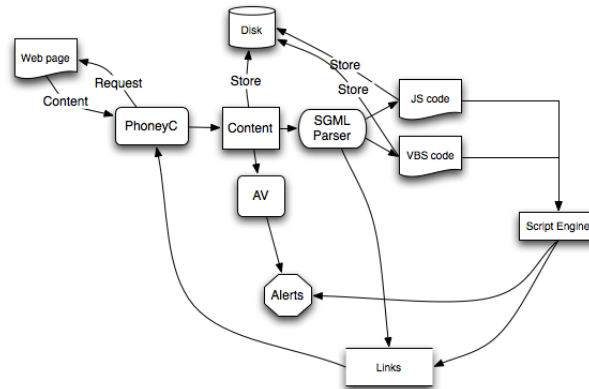 Disk
Web page
Store
Request
Store
JS code
Store
Content
PhoneyC
Content
SGML
Parser
VBS code
AV
Script Engine
Alerts
Links